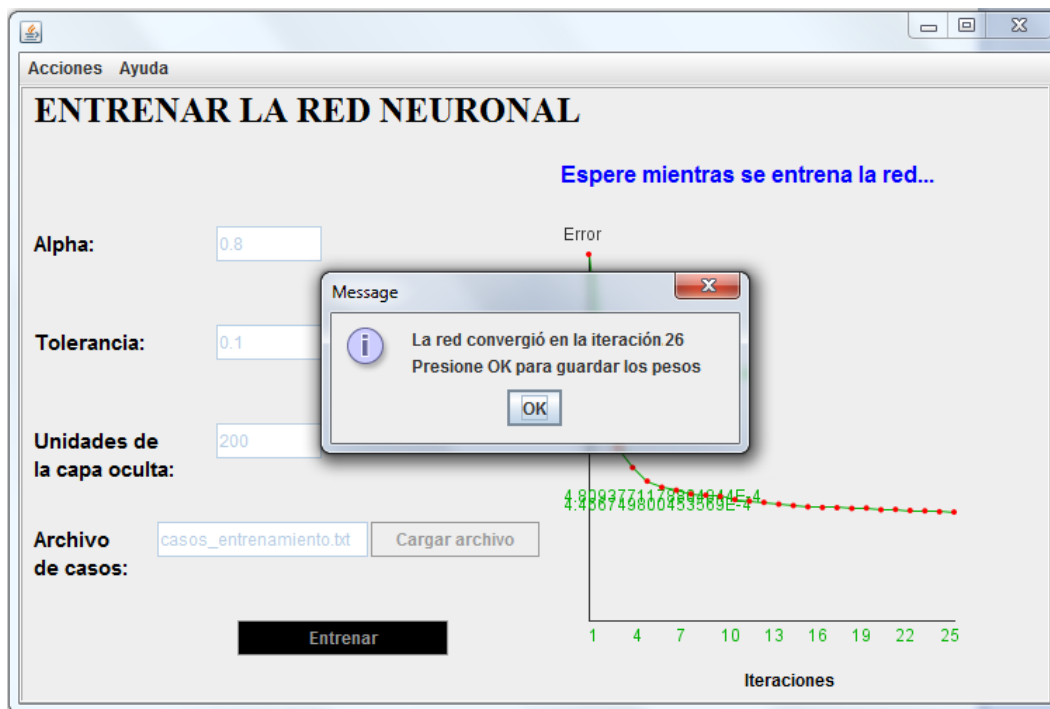 Acciones Ayuda
ENTRENAR LA RED NEURONAL
Espere mientras se entrena la red...
Alpha:
0.8
Tolerancia:
0.1
Unidades de
la capa oculta:
200
Archivo
de casos:
casos_entrenamiento.txt
Cargar archivo
Entrenar
Error
Message
La red convergió en la iteración 26
Presione OK para guardar los pesos
OK
1 4 7 10 13 16 19 22 25
Iteraciones